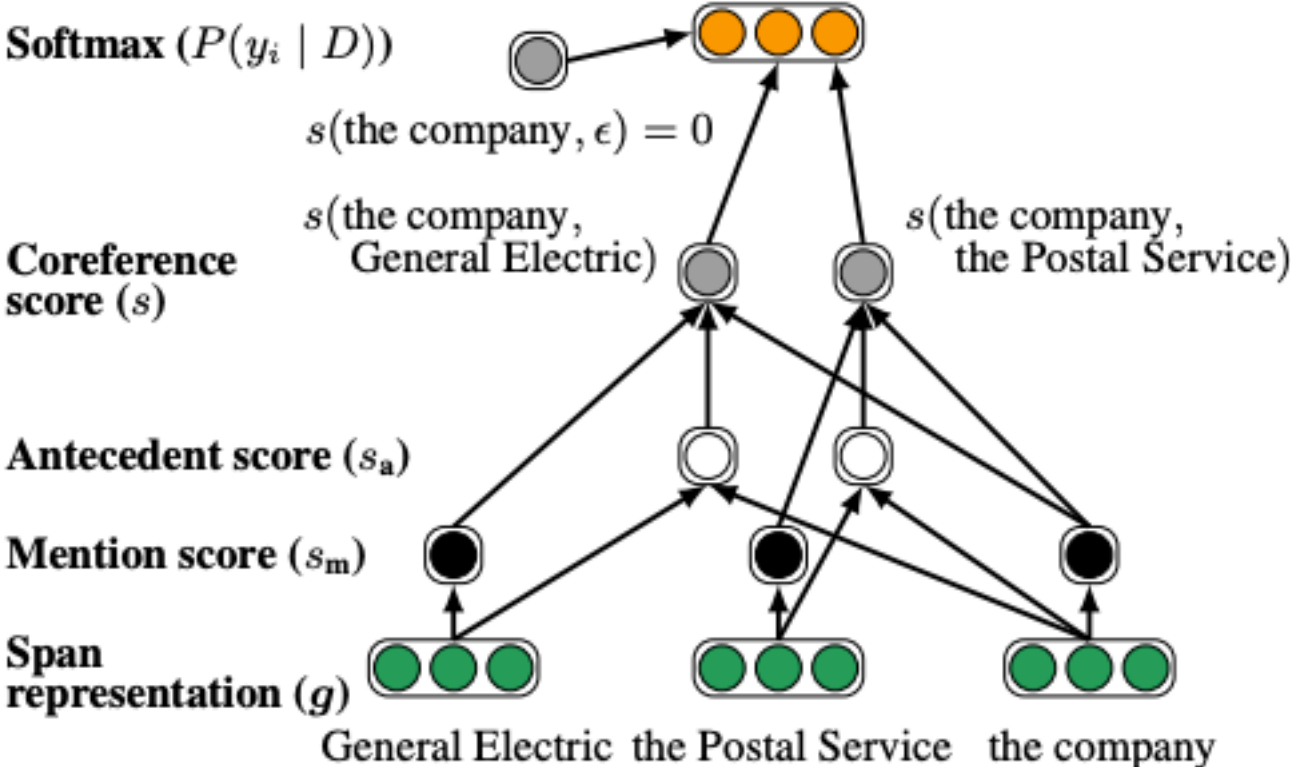 Softmax (P(y_i | D))
s(the company, ϵ) = 0
s(the company,
General Electric)
s(the company,
the Postal Service)
Coreference
score (s)
Antecedent score (s_a)
Mention score (s_m)
Span
representation (g)
General Electric the Postal Service the company